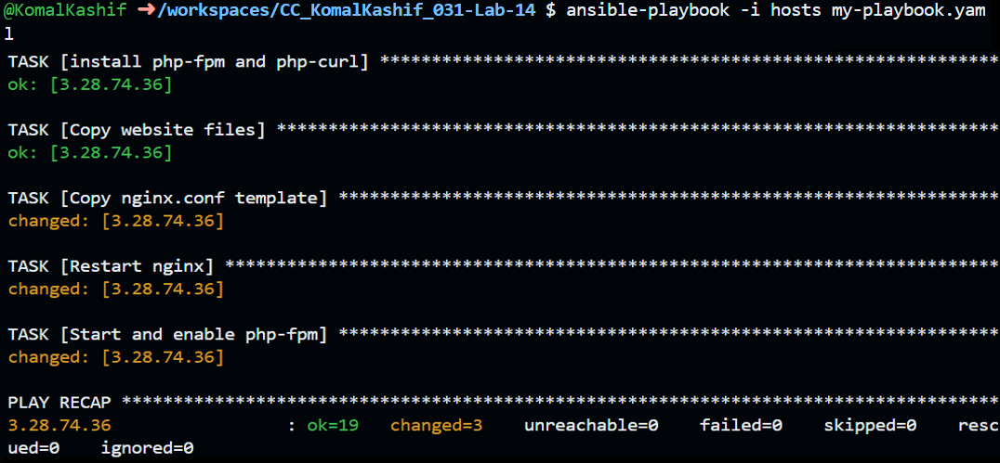 @KomalKashif ➜/workspaces/CC_KomalKashif_031-Lab-14 $ ansible-playbook -i hosts my-playbook.yam
l
TASK [install php-fpm and php-curl] ************************************************************
ok: [3.28.74.36]
TASK [Copy website files] **********************************************************************
ok: [3.28.74.36]
TASK [Copy nginx.conf template] ****************************************************************
changed: [3.28.74.36]
TASK [Restart nginx] ***************************************************************************
changed: [3.28.74.36]
TASK [Start and enable php-fpm] ****************************************************************
changed: [3.28.74.36]
PLAY RECAP *************************************************************************************
3.28.74.36                 : ok=19   changed=3    unreachable=0    failed=0    skipped=0    resc
ued=0    ignored=0